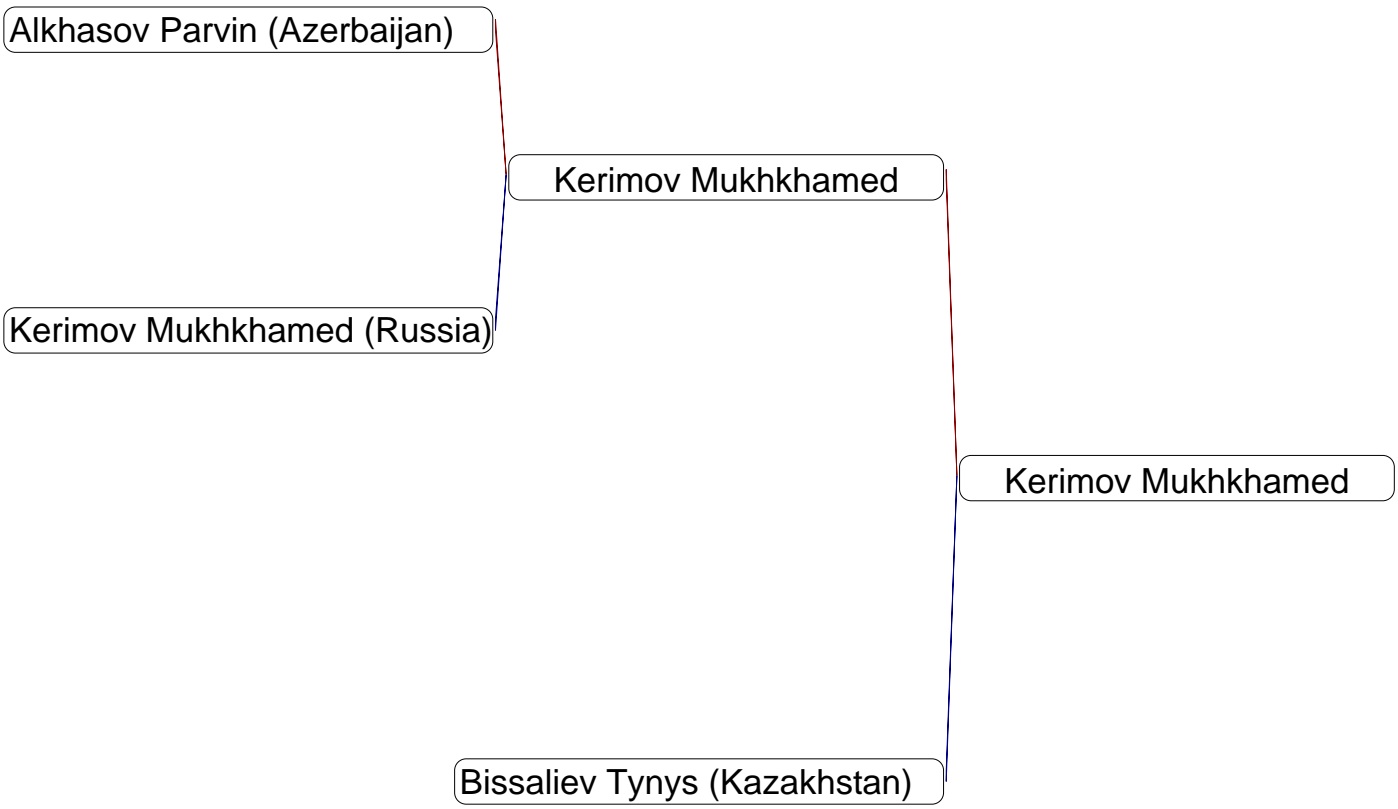 Alkhasov Parvin (Azerbaijan)
Kerimov Mukhkhamed
Kerimov Mukhkhamed (Russia)
Kerimov Mukhkhamed
Bissaliev Tynys (Kazakhstan)